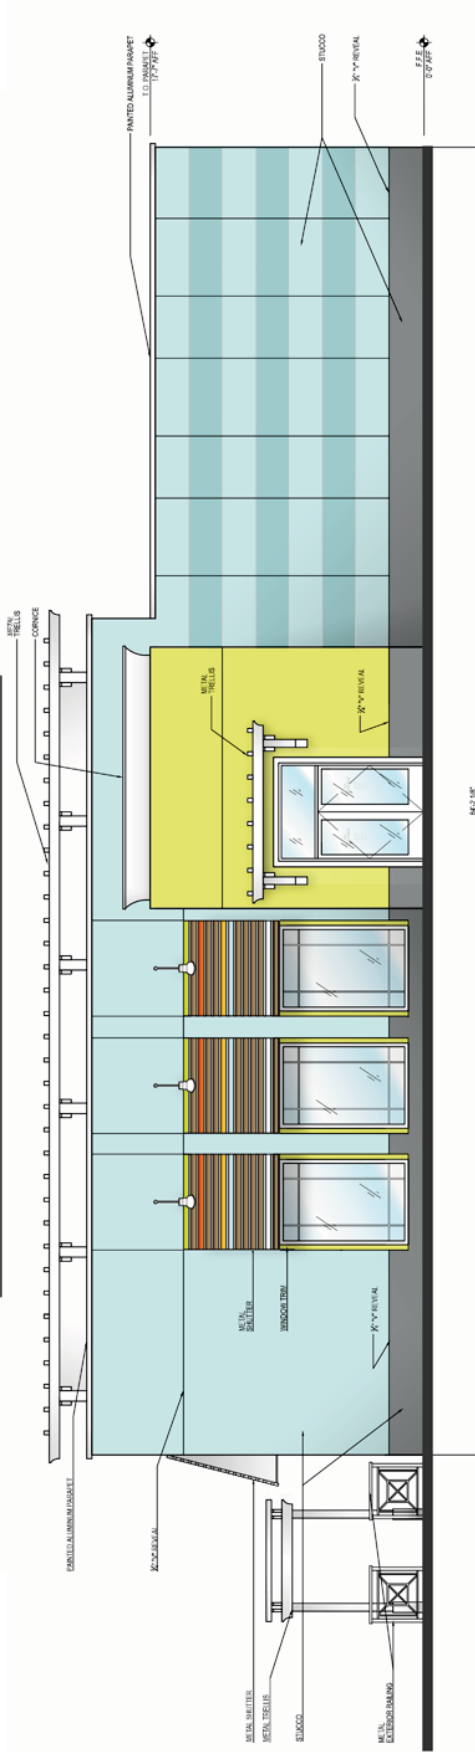 METAL
TRELLIS
CORNICE
PAINTED ALUMINUM PARAPET
T.O. PARAPET
AFF
PAINTED ALUMINUM PARAPET
"V" REVEAL
METAL
TRELLIS
METAL SHUTTER
METAL TRELLIS
STUCCO
METAL
SHUTTER
WINDOW TRIM
STUCCO
"V" REVEAL
"V" REVEAL
"V" REVEAL
METAL
EXTERIOR RAILING
F.F.E.
0'-0" AFF